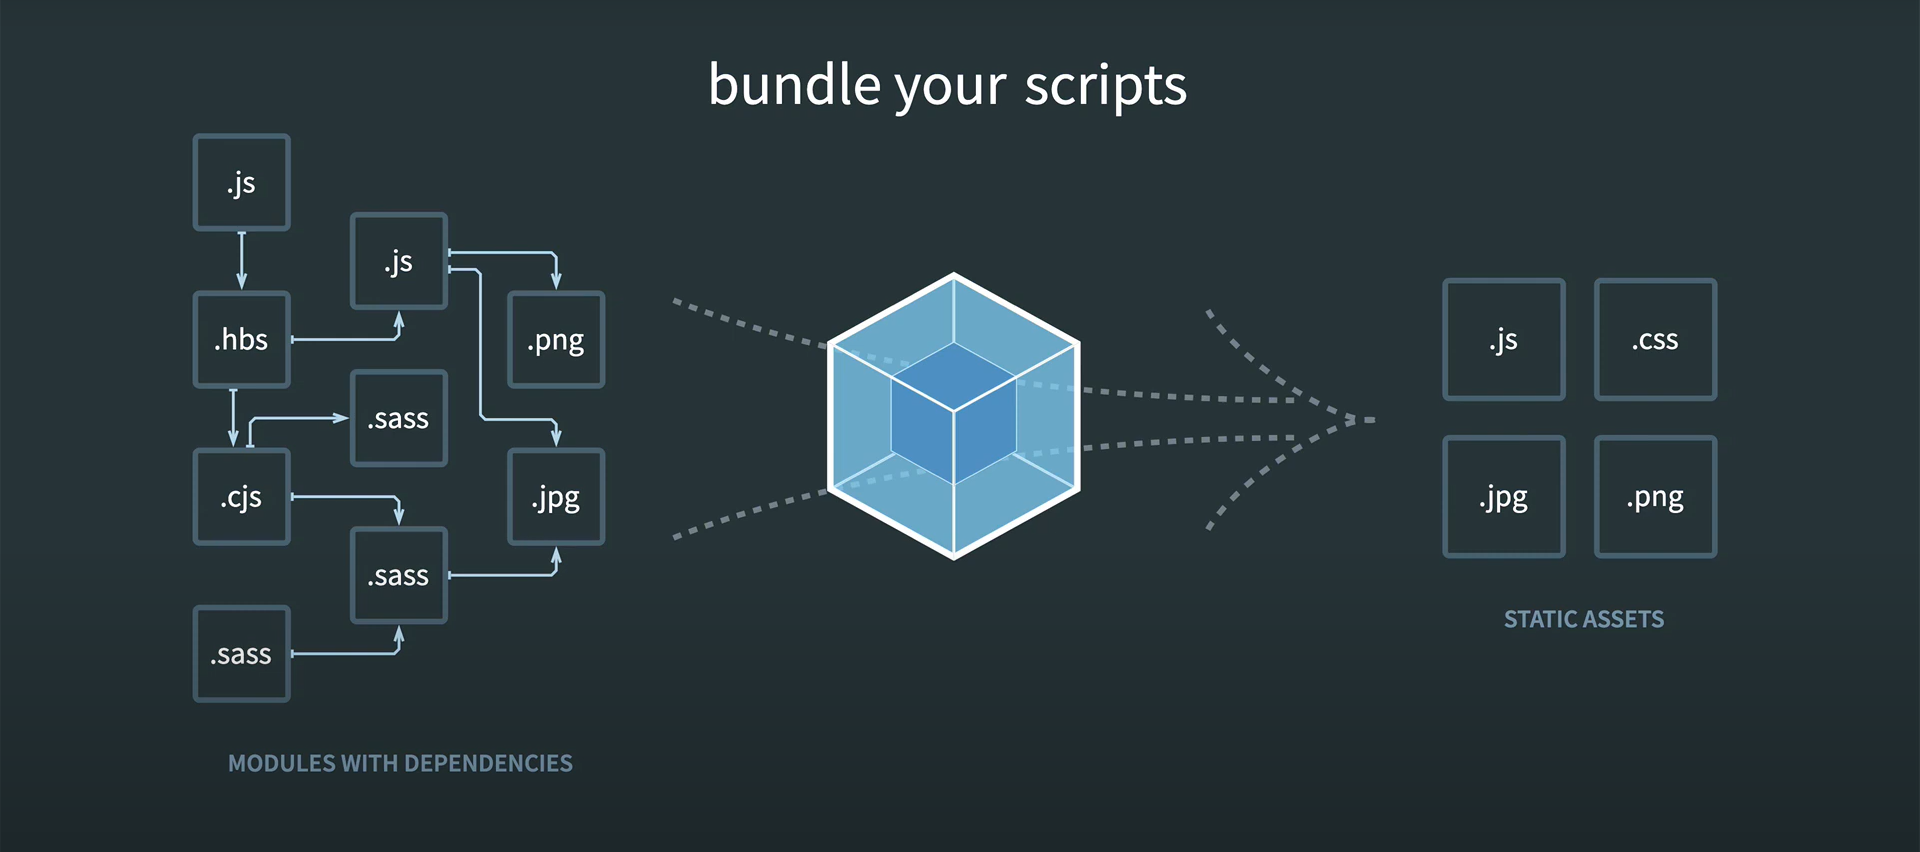 bundle your scripts
.js
.js
.hbs
.png
.sass
.cjs
.jpg
.sass
.sass
MODULES WITH DEPENDENCIES
.js
.css
.jpg
.png
STATIC ASSETS